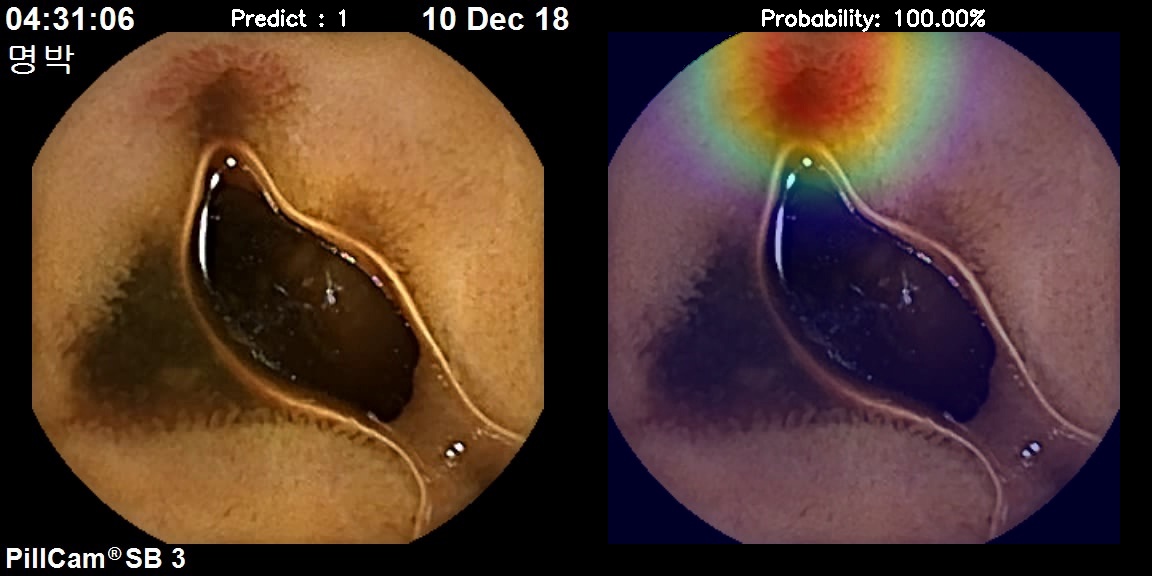 04:31:06
Predict : 1
10 Dec 18
Probability: 100.00%
명 박
PillCam® SB 3